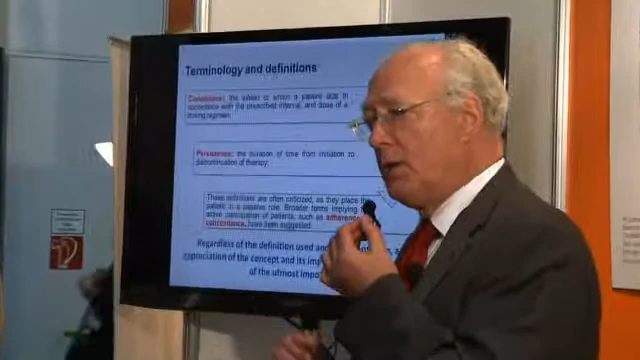 Terminology and definitions
Compliance: the extent to which a patient acts in
accordance with the prescribed interval, and dose of a
dosing regimen.
Persistence: the duration of time from initiation to
discontinuation of therapy.
These definitions are often criticized, as they place the
patient in a passive role. Broader terms implying
active participation of patients, such as adherence
concordance, have been suggested.
Regardless of the definition used and
appreciation of the concept and its
of the utmost